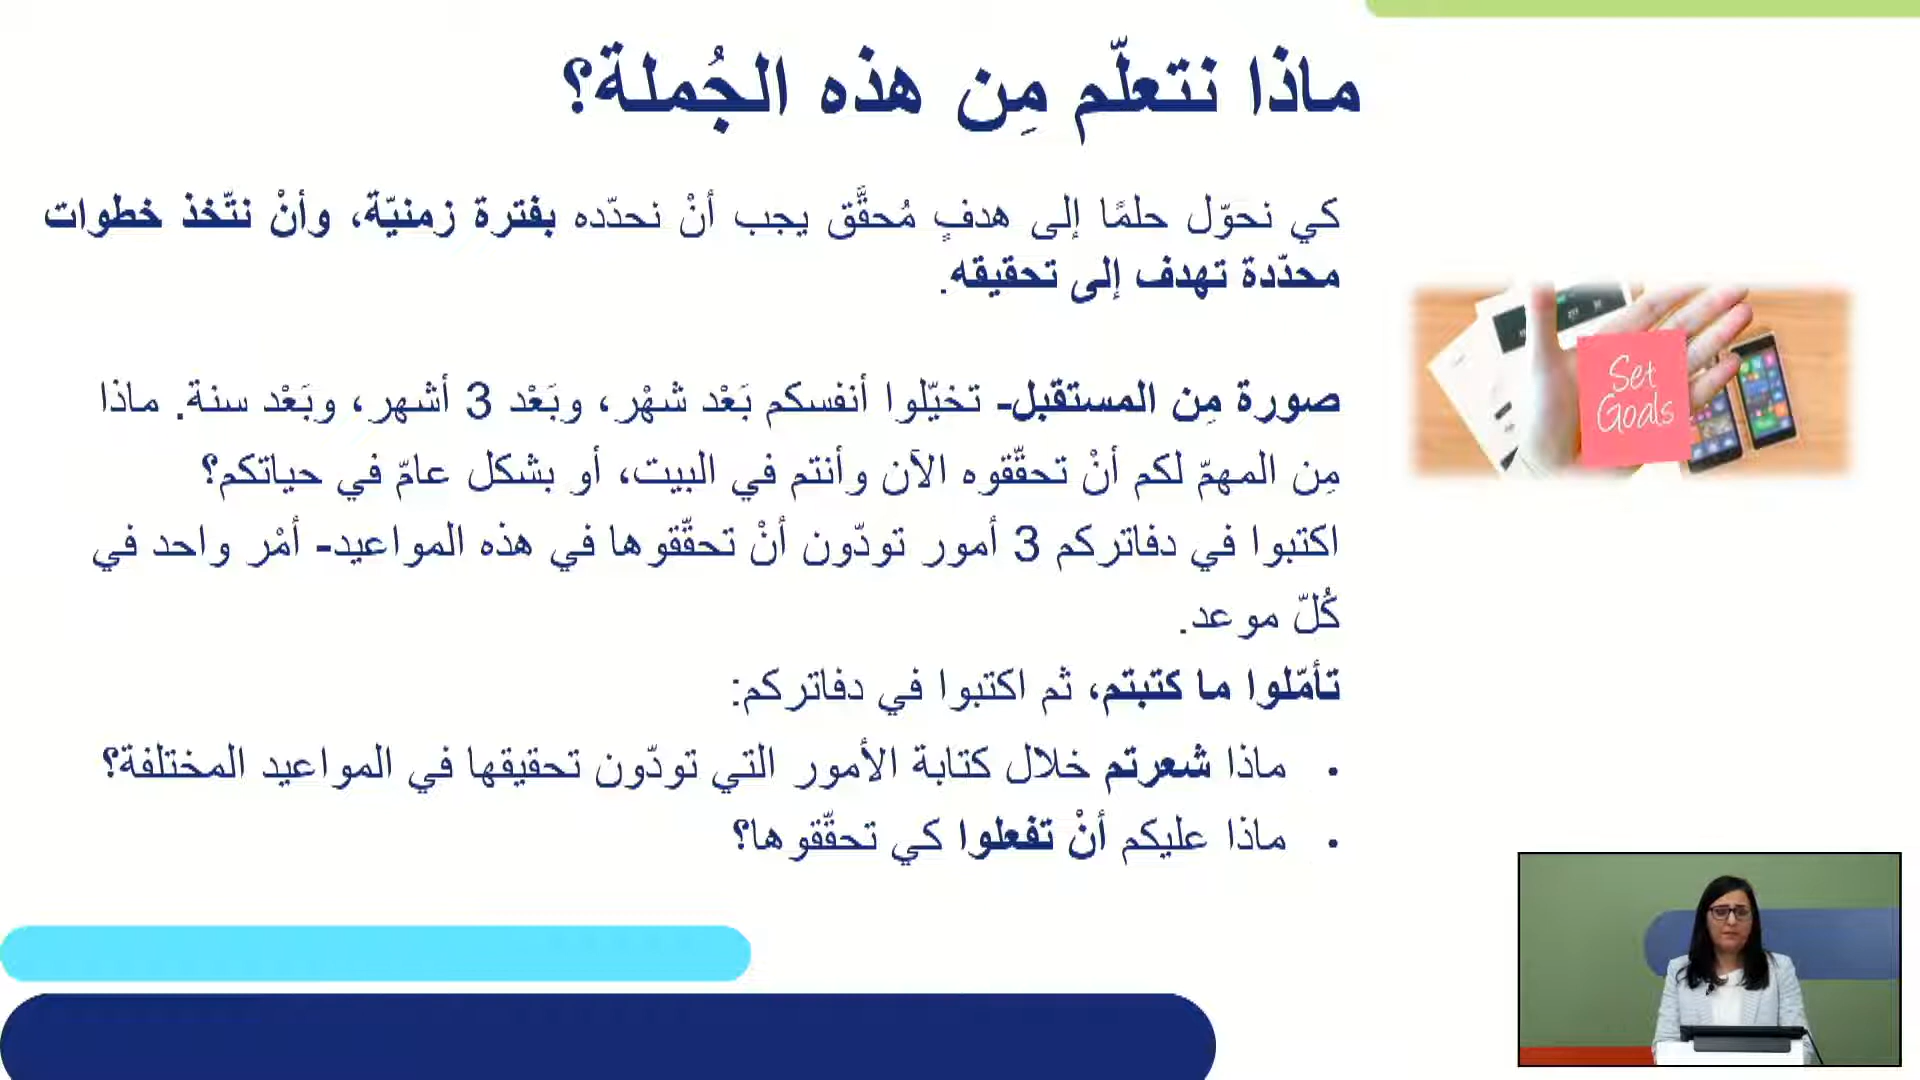 ماذا نتعلّم مِن هذه الجُملة؟
كي نحوّل حلمًا إلى هدفٍ مُحقَّق يجب أنْ نحدّده بفترة زمنيّة، وأنْ نتّخذ خطوات
محدّدة تهدف إلى تحقيقه.
صورة مِن المستقبل- تخيّلوا أنفسكم بَعْد شهْر، وبَعْد 3 أشهر، وبَعْد سنة. ماذا
مِن المهمّ لكم أنْ تحقّقوه الآن وأنتم في البيت، أو بشكل عامّ في حياتكم؟
اكتبوا في دفاتركم 3 أمور تودّون أنْ تحقّقوها في هذه المواعيد- أمْر واحد في
كُلّ موعد.
تأمّلوا ما كتبتم، ثم اكتبوا في دفاتركم:
• ماذا شعرتم خلال كتابة الأمور التي تودّون تحقيقها في المواعيد المختلفة؟
• ماذا عليكم أنْ تفعلوا كي تحقّقوها؟
Set
Goals